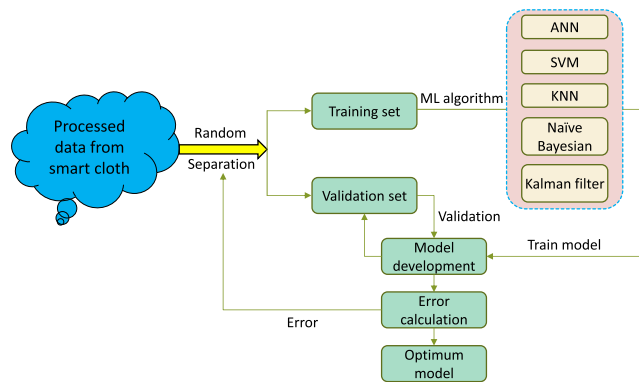 Processed
data from
smart cloth
Random
Separation
Training set
ML algorithm
ANN
SVM
KNN
Naïve
Bayesian
Kalman filter
Validation set
Validation
Model
development
Train model
Error
calculation
Error
Optimum
model